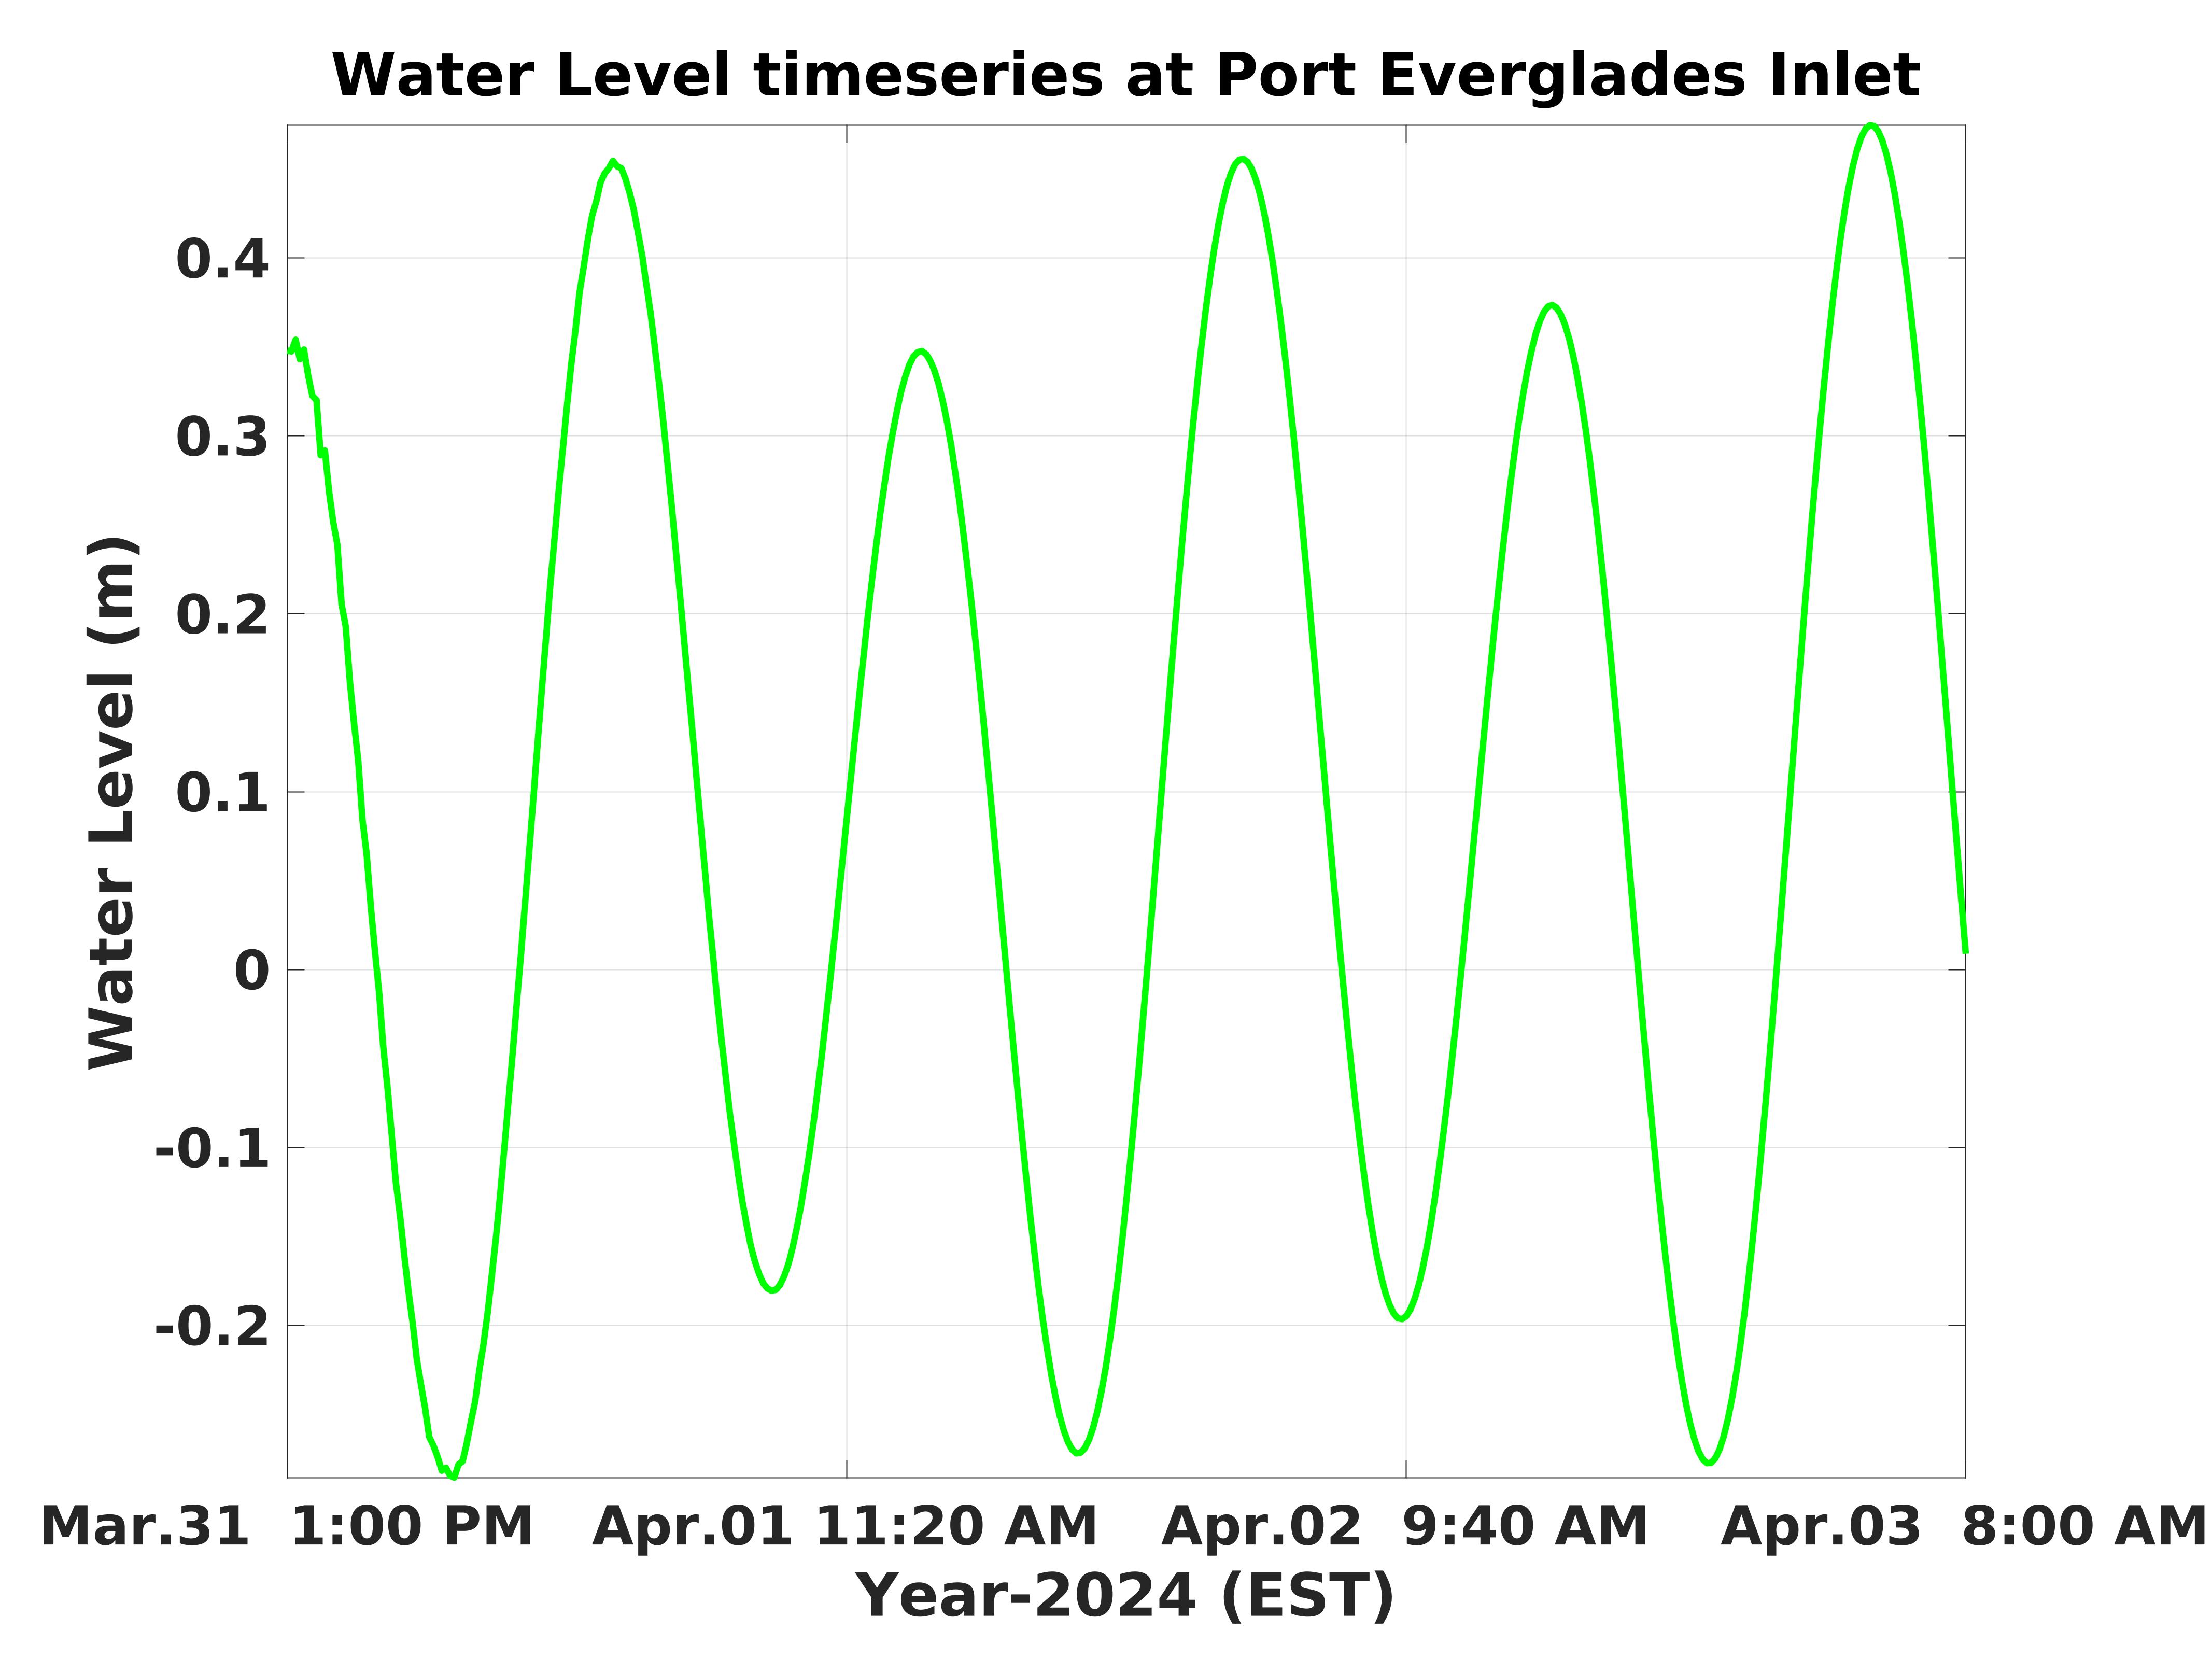 Water Level timeseries at Port Everglades Inlet
Water Level (m)
0.4
0.3
0.2
0.1
0
-0.1
-0.2
Mar.31 1:00 PM Apr.01 11:20 AM Apr.02 9:40 AM Apr.03 8:00 AM
Year-2024 (EST)